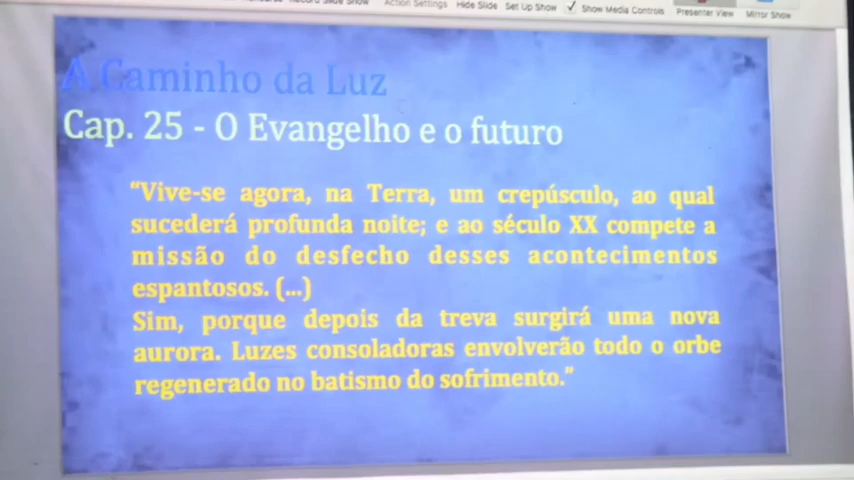 Record Slide Show Action Settings Hide Slide Set Up Show Show Media Controls Presenter View Mirror Show
A Caminho da Luz
Cap. 25 - O Evangelho e o futuro
“Vive-se agora, na Terra, um crepúsculo, ao qual
sucederá profunda noite; e ao século XX compete a
missão do desfecho desses acontecimentos
espantosos. (...)
Sim, porque depois da treva surgirá uma nova
aurora. Luzes consoladoras envolverão todo o orbe
regenerado no batismo do sofrimento.”